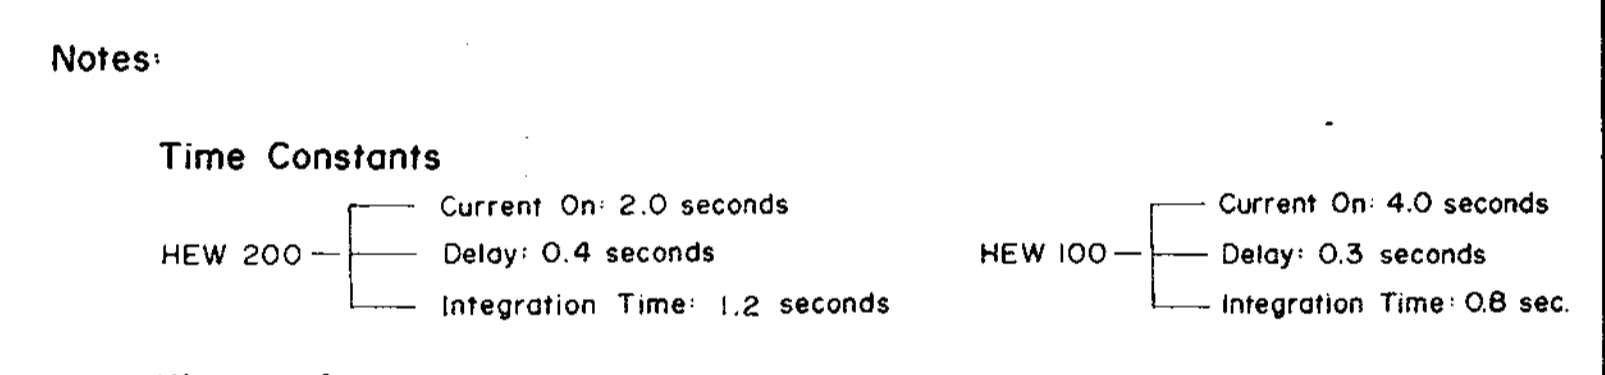 Notes:
Time Constants
Current On: 2.0 seconds
HEW 200
Delay: 0.4 seconds
Integration Time: 1.2 seconds
Current On: 4.0 seconds
HEW 100
Delay: 0.3 seconds
Integration Time: 0.8 sec.